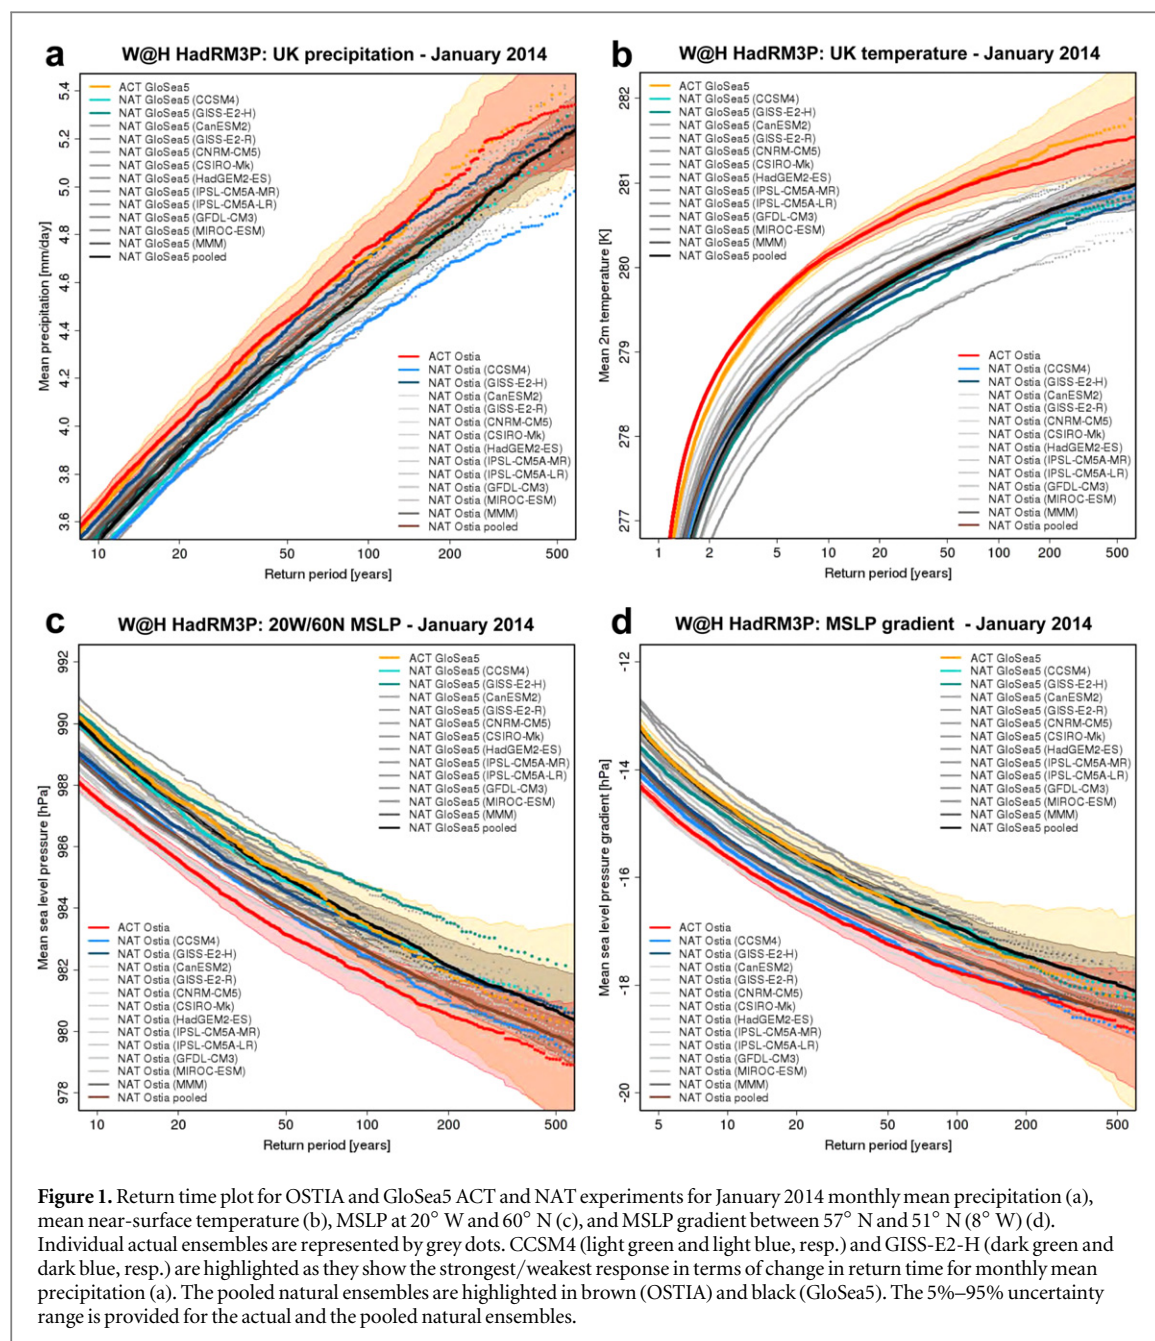 a
W@H HadRM3P: UK precipitation - January 2014
ACT GloSea5
NAT GloSea5 (CCSM4)
NAT GloSea5 (GISS-E2-H)
NAT GloSea5 (CanESM2)
NAT GloSea5 (GISS-E2-R)
NAT GloSea5 (CNRM-CM5)
NAT GloSea5 (CSIRO-Mk)
NAT GloSea5 (HadGEM2-ES)
NAT GloSea5 (IPSL-CM5A-MR)
NAT GloSea5 (IPSL-CM5A-LR)
NAT GloSea5 (GFDL-CM3)
NAT GloSea5 (MIROC-ESM)
NAT GloSea5 (MMM)
NAT GloSea5 pooled
ACT Ostia
NAT Ostia (CCSM4)
NAT Ostia (GISS-E2-H)
NAT Ostia (CanESM2)
NAT Ostia (GISS-E2-R)
NAT Ostia (CNRM-CM5)
NAT Ostia (CSIRO-Mk)
NAT Ostia (HadGEM2-ES)
NAT Ostia (IPSL-CM5A-MR)
NAT Ostia (IPSL-CM5A-LR)
NAT Ostia (GFDL-CM3)
NAT Ostia (MIROC-ESM)
NAT Ostia (MMM)
NAT Ostia pooled
Mean precipitation [mm/day]
5.4
5.2
5.0
4.8
4.6
4.4
4.2
4.0
3.8
3.6
10 20 50 100 200 500
Return period [years]
b
W@H HadRM3P: UK temperature - January 2014
ACT GloSea5
NAT GloSea5 (CCSM4)
NAT GloSea5 (GISS-E2-H)
NAT GloSea5 (CanESM2)
NAT GloSea5 (GISS-E2-R)
NAT GloSea5 (CNRM-CM5)
NAT GloSea5 (CSIRO-Mk)
NAT GloSea5 (HadGEM2-ES)
NAT GloSea5 (IPSL-CM5A-MR)
NAT GloSea5 (IPSL-CM5A-LR)
NAT GloSea5 (GFDL-CM3)
NAT GloSea5 (MIROC-ESM)
NAT GloSea5 (MMM)
NAT GloSea5 pooled
ACT Ostia
NAT Ostia (CCSM4)
NAT Ostia (GISS-E2-H)
NAT Ostia (CanESM2)
NAT Ostia (GISS-E2-R)
NAT Ostia (CNRM-CM5)
NAT Ostia (CSIRO-Mk)
NAT Ostia (HadGEM2-ES)
NAT Ostia (IPSL-CM5A-MR)
NAT Ostia (IPSL-CM5A-LR)
NAT Ostia (GFDL-CM3)
NAT Ostia (MIROC-ESM)
NAT Ostia (MMM)
NAT Ostia pooled
Mean 2m temperature [K]
282
281
280
279
278
277
1 2 5 10 20 50 100 200 500
Return period [years]
c
W@H HadRM3P: 20W/60N MSLP - January 2014
ACT GloSea5
NAT GloSea5 (CCSM4)
NAT GloSea5 (GISS-E2-H)
NAT GloSea5 (CanESM2)
NAT GloSea5 (GISS-E2-R)
NAT GloSea5 (CNRM-CM5)
NAT GloSea5 (CSIRO-Mk)
NAT GloSea5 (HadGEM2-ES)
NAT GloSea5 (IPSL-CM5A-MR)
NAT GloSea5 (IPSL-CM5A-LR)
NAT GloSea5 (GFDL-CM3)
NAT GloSea5 (MIROC-ESM)
NAT GloSea5 (MMM)
NAT GloSea5 pooled
ACT Ostia
NAT Ostia (CCSM4)
NAT Ostia (GISS-E2-H)
NAT Ostia (CanESM2)
NAT Ostia (GISS-E2-R)
NAT Ostia (CNRM-CM5)
NAT Ostia (CSIRO-Mk)
NAT Ostia (HadGEM2-ES)
NAT Ostia (IPSL-CM5A-MR)
NAT Ostia (IPSL-CM5A-LR)
NAT Ostia (GFDL-CM3)
NAT Ostia (MIROC-ESM)
NAT Ostia (MMM)
NAT Ostia pooled
Mean sea level pressure [hPa]
992
990
988
986
984
982
980
978
10 20 50 100 200 500
Return period [years]
d
W@H HadRM3P: MSLP gradient - January 2014
ACT GloSea5
NAT GloSea5 (CCSM4)
NAT GloSea5 (GISS-E2-H)
NAT GloSea5 (CanESM2)
NAT GloSea5 (GISS-E2-R)
NAT GloSea5 (CNRM-CM5)
NAT GloSea5 (CSIRO-Mk)
NAT GloSea5 (HadGEM2-ES)
NAT GloSea5 (IPSL-CM5A-MR)
NAT GloSea5 (IPSL-CM5A-LR)
NAT GloSea5 (GFDL-CM3)
NAT GloSea5 (MIROC-ESM)
NAT GloSea5 (MMM)
NAT GloSea5 pooled
ACT Ostia
NAT Ostia (CCSM4)
NAT Ostia (GISS-E2-H)
NAT Ostia (CanESM2)
NAT Ostia (GISS-E2-R)
NAT Ostia (CNRM-CM5)
NAT Ostia (CSIRO-Mk)
NAT Ostia (HadGEM2-ES)
NAT Ostia (IPSL-CM5A-MR)
NAT Ostia (IPSL-CM5A-LR)
NAT Ostia (GFDL-CM3)
NAT Ostia (MIROC-ESM)
NAT Ostia (MMM)
NAT Ostia pooled
Mean sea level pressure gradient [hPa]
-12
-14
-16
-18
-20
5 10 20 50 100 200 500
Return period [years]
Figure 1. Return time plot for OSTIA and GloSea5 ACT and NAT experiments for January 2014 monthly mean precipitation (a),
mean near-surface temperature (b), MSLP at 20° W and 60° N (c), and MSLP gradient between 57° N and 51° N (8° W) (d).
Individual actual ensembles are represented by grey dots. CCSM4 (light green and light blue, resp.) and GISS-E2-H (dark green and
dark blue, resp.) are highlighted as they show the strongest/weakest response in terms of change in return time for monthly mean
precipitation (a). The pooled natural ensembles are highlighted in brown (OSTIA) and black (GloSea5). The 5%–95% uncertainty
range is provided for the actual and the pooled natural ensembles.